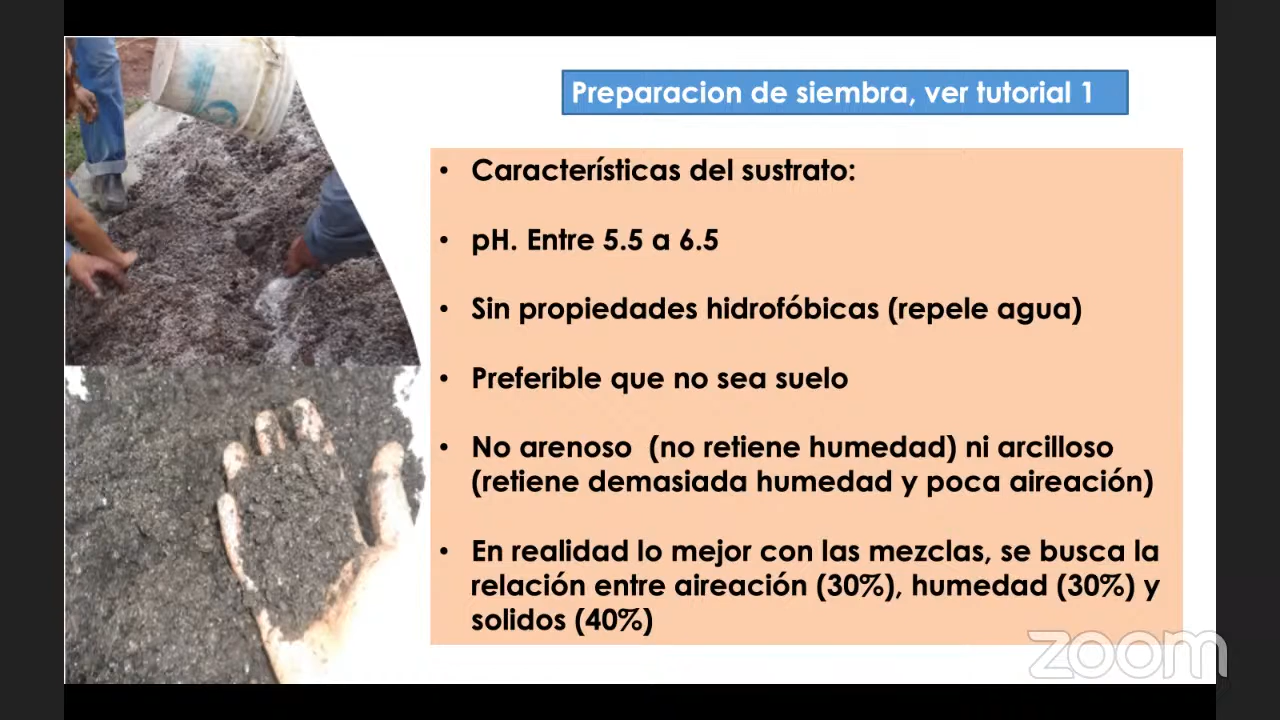 Preparacion de siembra, ver tutorial 1
• Características del sustrato:
• pH. Entre 5.5 a 6.5
• Sin propiedades hidrofóbicas (repele agua)
• Preferible que no sea suelo
• No arenoso (no retiene humedad) ni arcilloso
(retiene demasiada humedad y poca aireación)
• En realidad lo mejor con las mezclas, se busca la
relación entre aireación (30%), humedad (30%) y
solidos (40%)
zoom